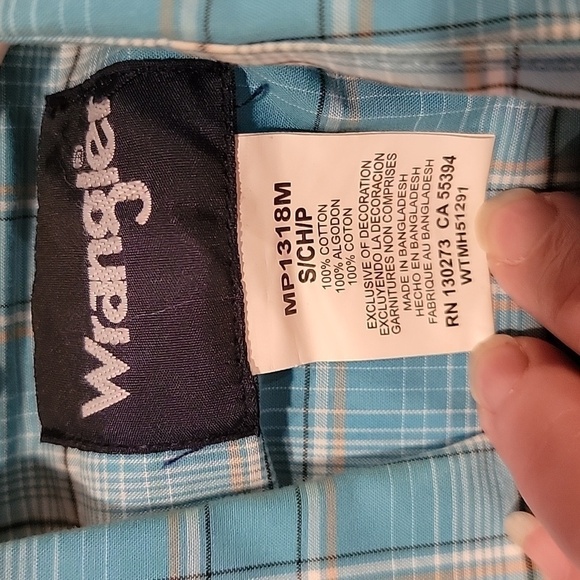 Wrangler
MP1318M
S/CH/P
100% COTTON
100% ALGODON
100% COTON
EXCLUSIVE OF DECORATION
EXCLUYENDO LA DECORACION
GARNITURES NON COMPRISES
MADE IN BANGLADESH
HECHO EN BANGLADESH
FABRIQUE AU BANGLADESH
RN 130273 CA 55394
WTMH51291